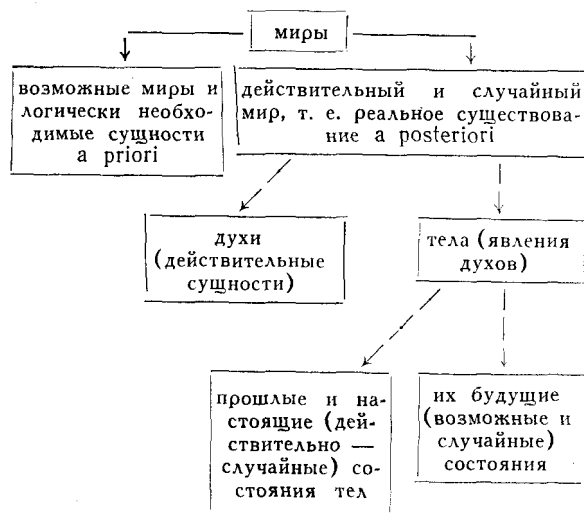 миры
возможные миры и
логически необхо-
димые сущности
a priori
действительный и случайный
мир, т. е. реальное существова-
ние a posteriori
духи
(действительные
сущности)
тела (явления
духов)
прошлые и на-
стоящие (дей-
ствительно —
случайные) со-
стояния тел
их будущие
(возможные и
случайные)
состояния